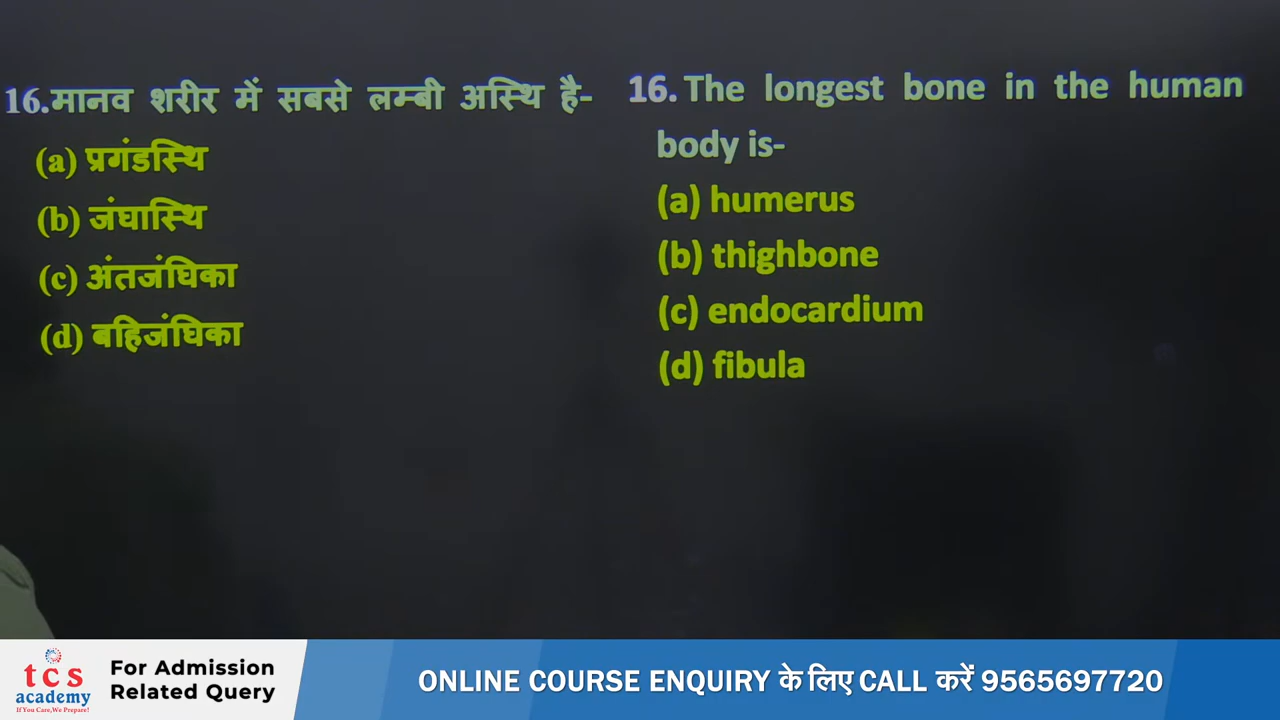 16.मानव शरीर में सबसे लम्बी अस्थि है-
(a) प्रगंडस्थि
(b) जंघास्थि
(c) अंतजंघिका
(d) बहिजंघिका
16. The longest bone in the human
body is-
(a) humerus
(b) thighbone
(c) endocardium
(d) fibula
tcs
academy
If You Care,We Prepare!
For Admission
Related Query
ONLINE COURSE ENQUIRY के लिए CALL करें 9565697720